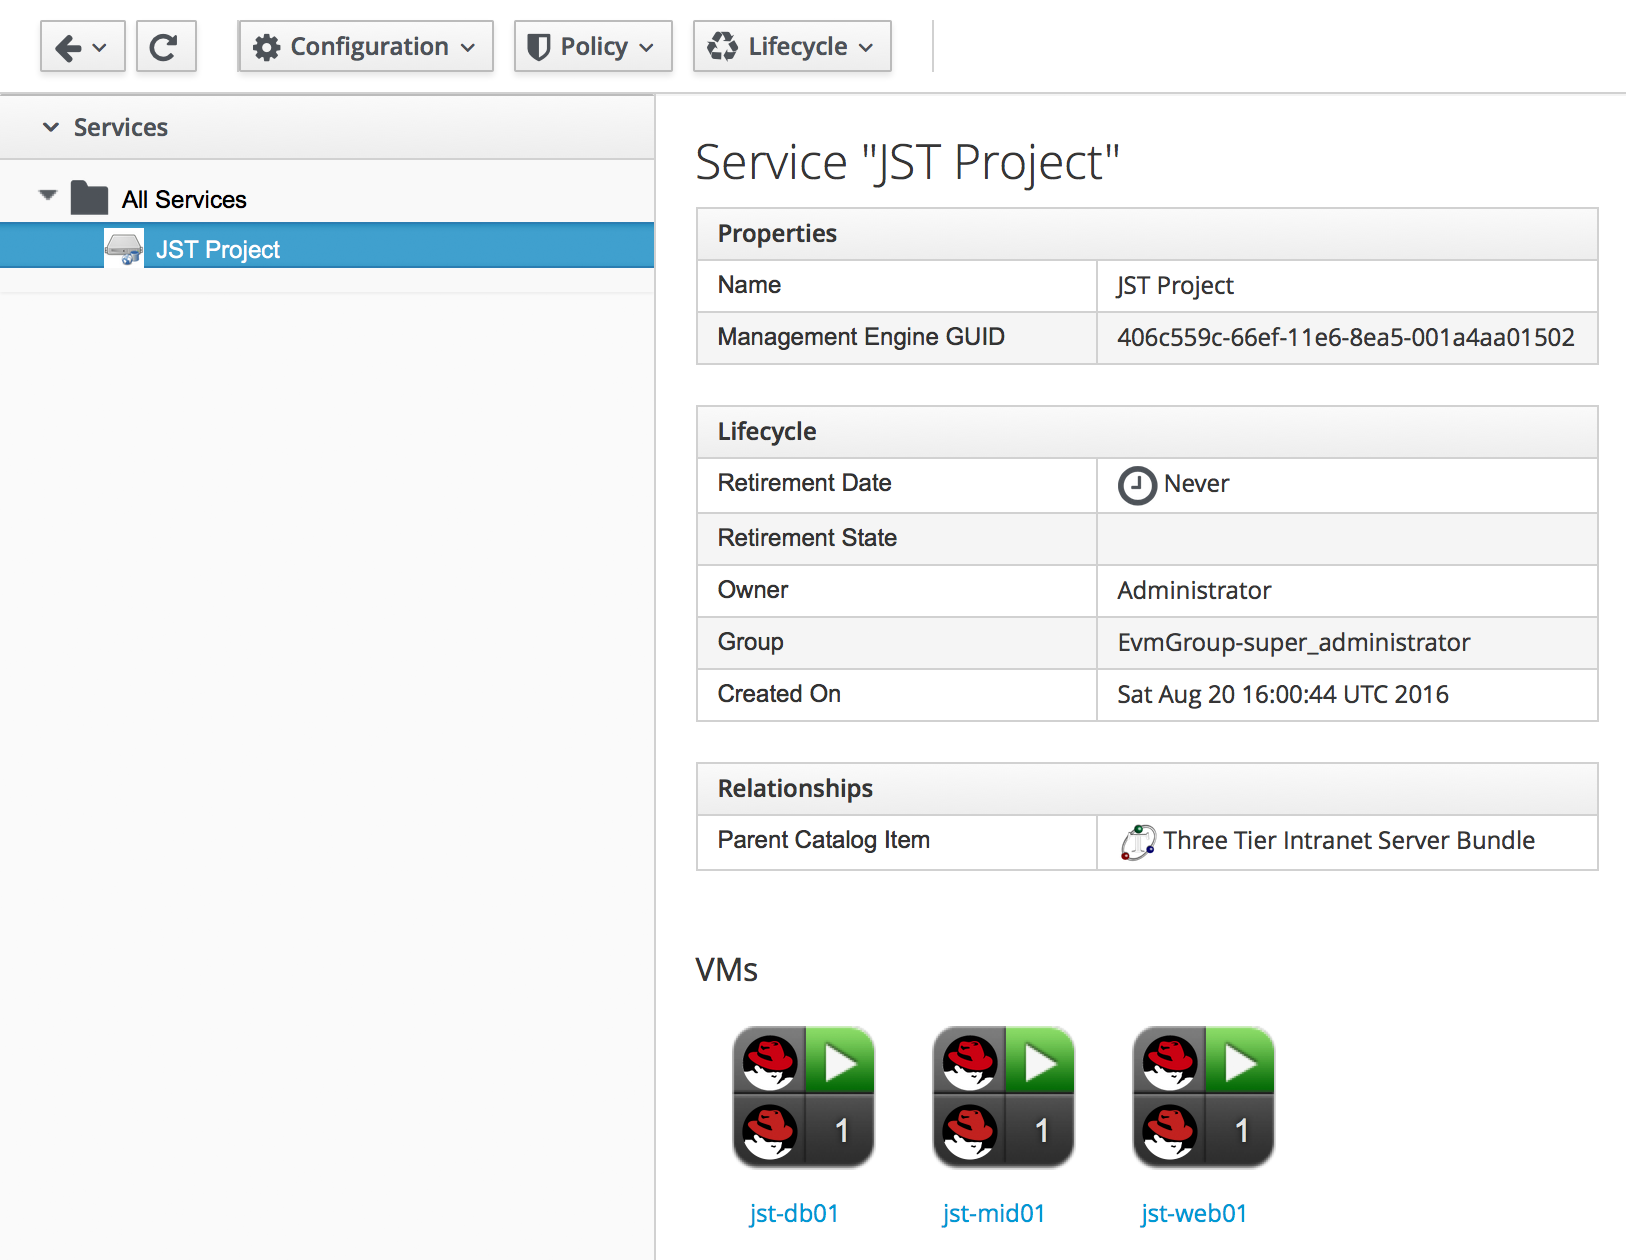 Configuration Policy Lifecycle
Services
All Services
JST Project
Service "JST Project"
Properties
Name JST Project
Management Engine GUID 406c559c-66ef-11e6-8ea5-001a4aa01502
Lifecycle
Retirement Date Never
Retirement State
Owner Administrator
Group EvmGroup-super_administrator
Created On Sat Aug 20 16:00:44 UTC 2016
Relationships
Parent Catalog Item Three Tier Intranet Server Bundle
VMs
1 1 1
jst-db01 jst-mid01 jst-web01